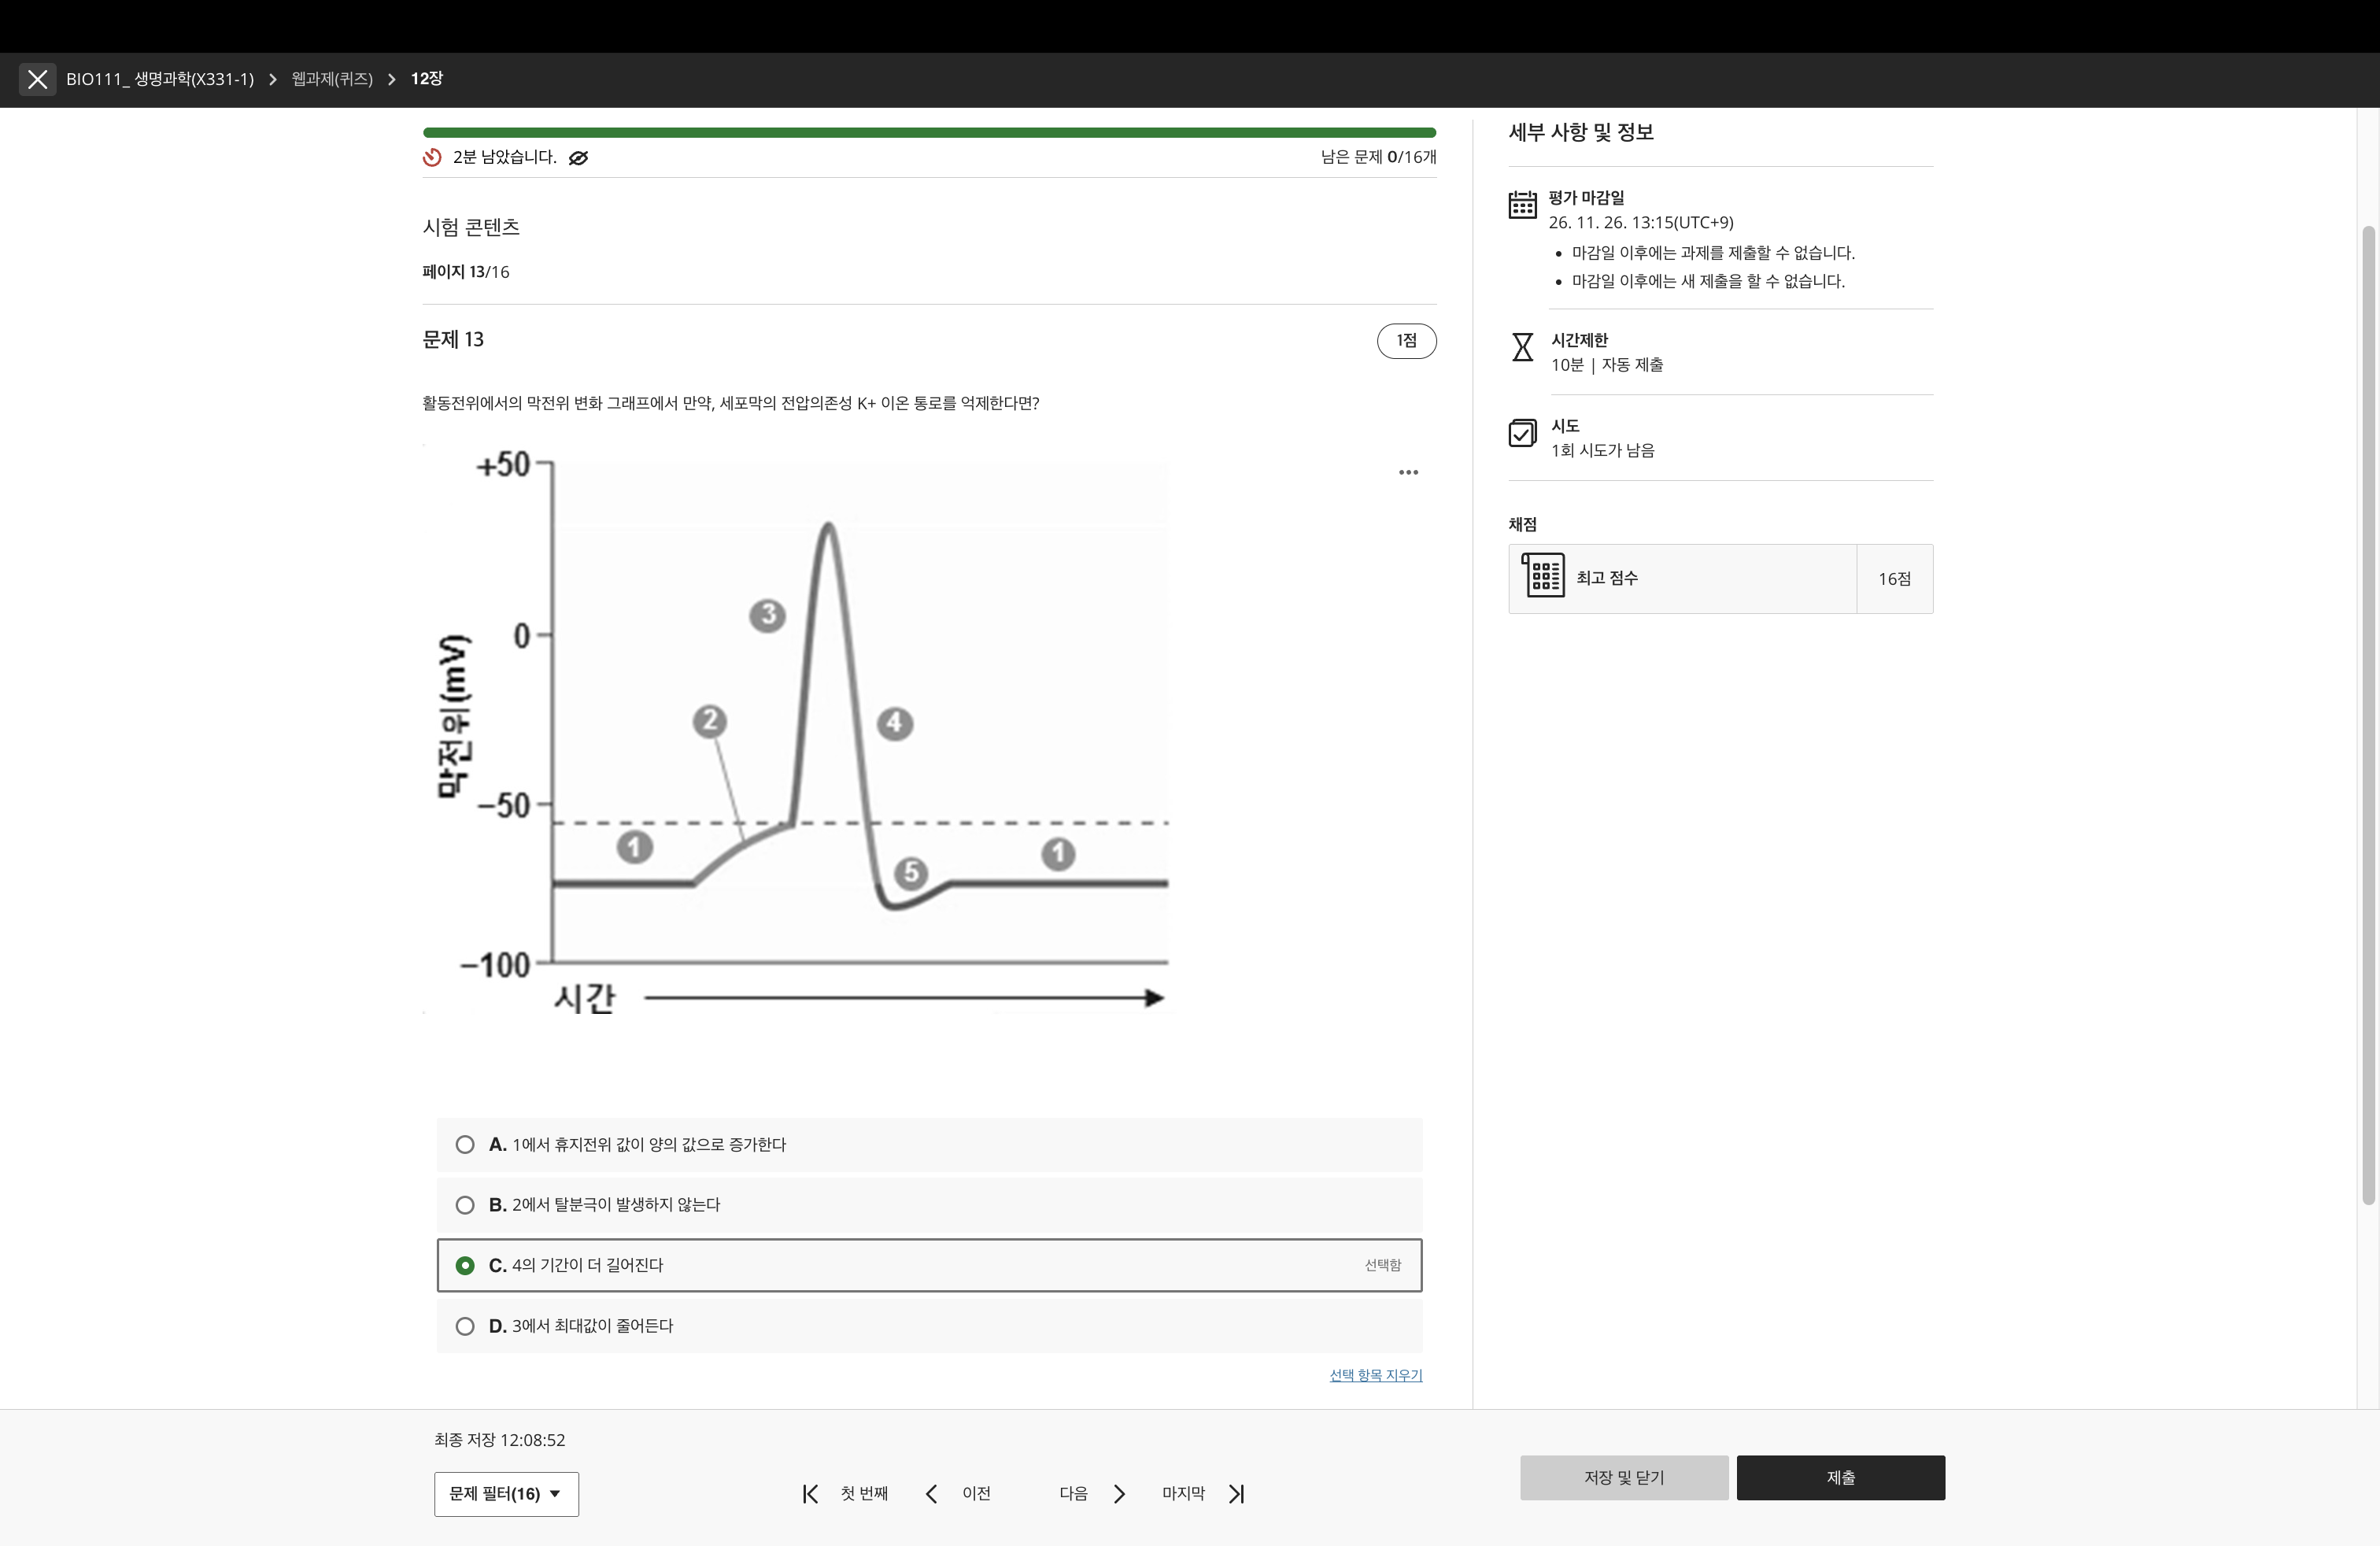 BIO111_ 생명과학(X331-1) 웹과제(퀴즈) 12장
2분 남았습니다. 남은 문제 0/16개
시험 콘텐츠
페이지 13/16
문제 13 1점
활동전위에서의 막전위 변화 그래프에서 만약, 세포막의 전압의존성 K+ 이온 통로를 억제한다면?
+50
0
−50
−100
막전위(mV)
3
2
4
1
5
1
시간
A. 1에서 휴지전위 값이 양의 값으로 증가한다
B. 2에서 탈분극이 발생하지 않는다
C. 4의 기간이 더 길어진다 선택함
D. 3에서 최대값이 줄어든다
선택 항목 지우기
세부 사항 및 정보
평가 마감일
26. 11. 26. 13:15(UTC+9)
• 마감일 이후에는 과제를 제출할 수 없습니다.
• 마감일 이후에는 새 제출을 할 수 없습니다.
시간제한
10분 | 자동 제출
시도
1회 시도가 남음
채점
최고 점수 16점
최종 저장 12:08:52
문제 필터(16) 첫 번째 이전 다음 마지막
저장 및 닫기 제출